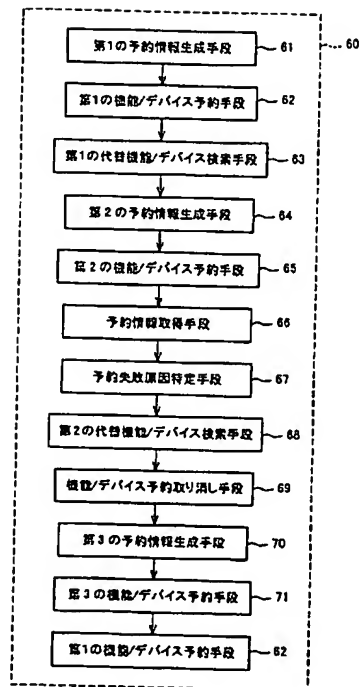 60
第1の予約情報生成手段 61
第1の機能/デバイス予約手段 62
第1の代替機能/デバイス検索手段 63
第2の予約情報生成手段 64
第2の機能/デバイス予約手段 65
予約情報取得手段 66
予約失敗原因特定手段 67
第2の代替機能/デバイス検索手段 68
機能/デバイス予約取り消し手段 69
第3の予約情報生成手段 70
第3の機能/デバイス予約手段 71
第1の機能/デバイス予約手段 62